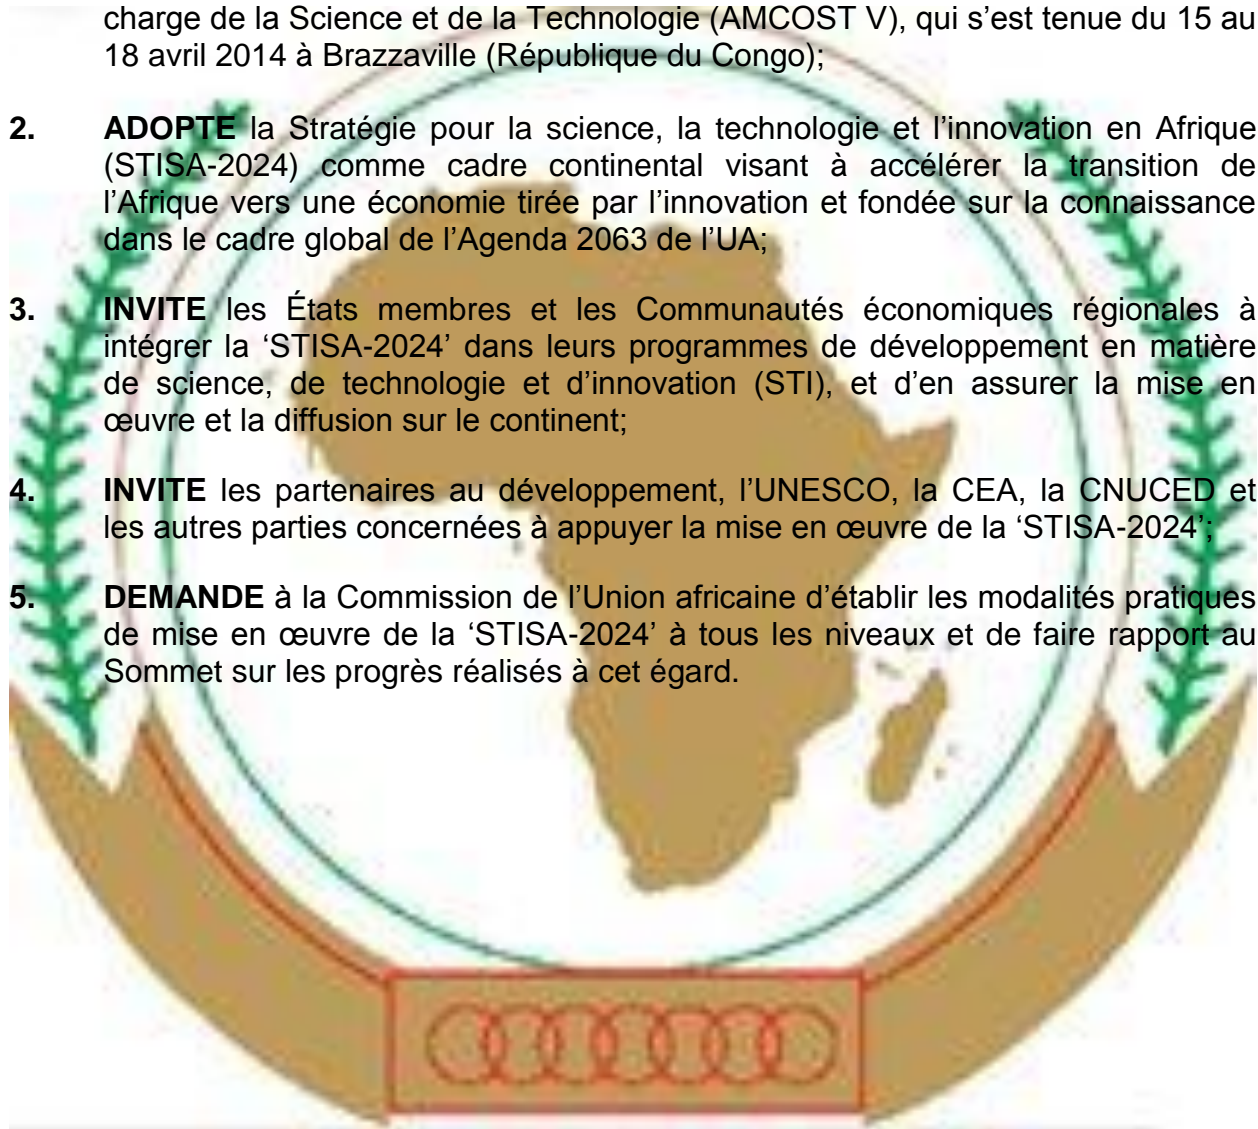 charge de la Science et de la Technologie (AMCOST V), qui s’est tenue du 15 au
18 avril 2014 à Brazzaville (République du Congo);
2. ADOPTE la Stratégie pour la science, la technologie et l’innovation en Afrique
(STISA-2024) comme cadre continental visant à accélérer la transition de
l’Afrique vers une économie tirée par l’innovation et fondée sur la connaissance
dans le cadre global de l’Agenda 2063 de l’UA;
3. INVITE les États membres et les Communautés économiques régionales à
intégrer la ‘STISA-2024’ dans leurs programmes de développement en matière
de science, de technologie et d’innovation (STI), et d’en assurer la mise en
œuvre et la diffusion sur le continent;
4. INVITE les partenaires au développement, l’UNESCO, la CEA, la CNUCED et
les autres parties concernées à appuyer la mise en œuvre de la ‘STISA-2024’;
5. DEMANDE à la Commission de l’Union africaine d’établir les modalités pratiques
de mise en œuvre de la ‘STISA-2024’ à tous les niveaux et de faire rapport au
Sommet sur les progrès réalisés à cet égard.